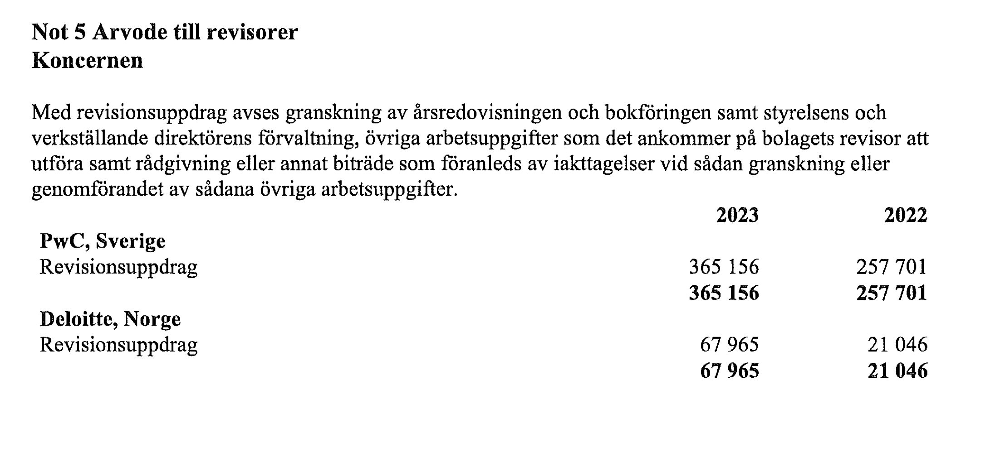 Not 5 Arvode till revisorer
Koncernen
Med revisionsuppdrag avses granskning av årsredovisningen och bokföringen samt styrelsens och
verkställande direktörens förvaltning, övriga arbetsuppgifter som det ankommer på bolagets revisor att
utföra samt rådgivning eller annat biträde som föranleds av iakttagelser vid sådan granskning eller
genomförandet av sådana övriga arbetsuppgifter.
2023 2022
PwC, Sverige
Revisionsuppdrag 365 156 257 701
365 156 257 701
Deloitte, Norge
Revisionsuppdrag 67 965 21 046
67 965 21 046